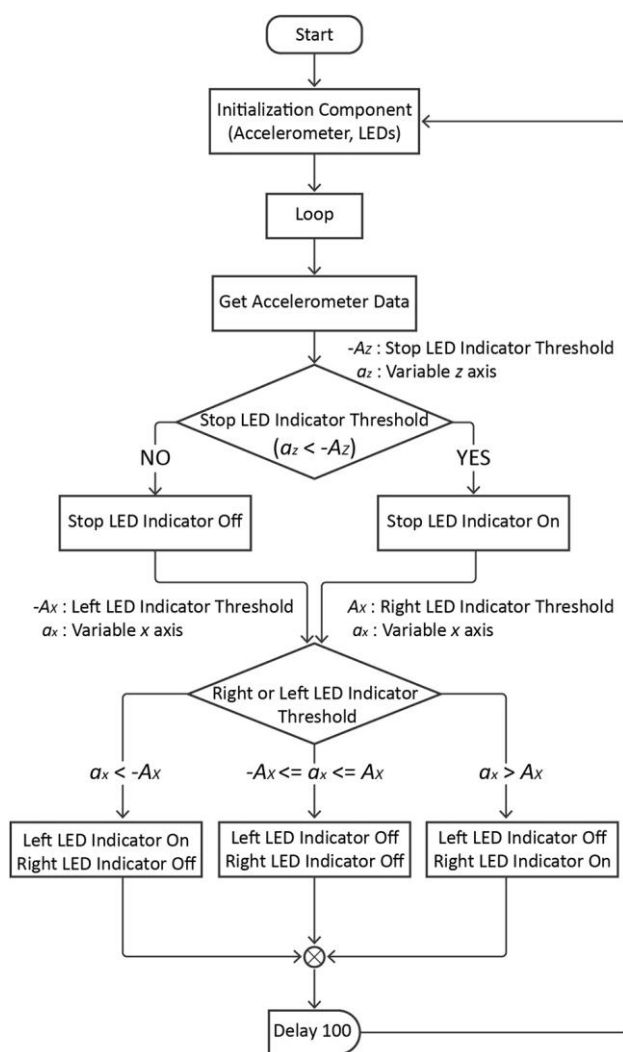 Start
Initialization Component
(Accelerometer, LEDs)
Loop
Get Accelerometer Data
-Az : Stop LED Indicator Threshold
az : Variable z axis
Stop LED Indicator Threshold
(az < -Az)
NO
YES
Stop LED Indicator Off
Stop LED Indicator On
-Ax : Left LED Indicator Threshold
ax : Variable x axis
Ax : Right LED Indicator Threshold
ax : Variable x axis
Right or Left LED Indicator
Threshold
ax < -Ax
-Ax <= ax <= Ax
ax > Ax
Left LED Indicator On
Right LED Indicator Off
Left LED Indicator Off
Right LED Indicator Off
Left LED Indicator Off
Right LED Indicator On
Delay 100